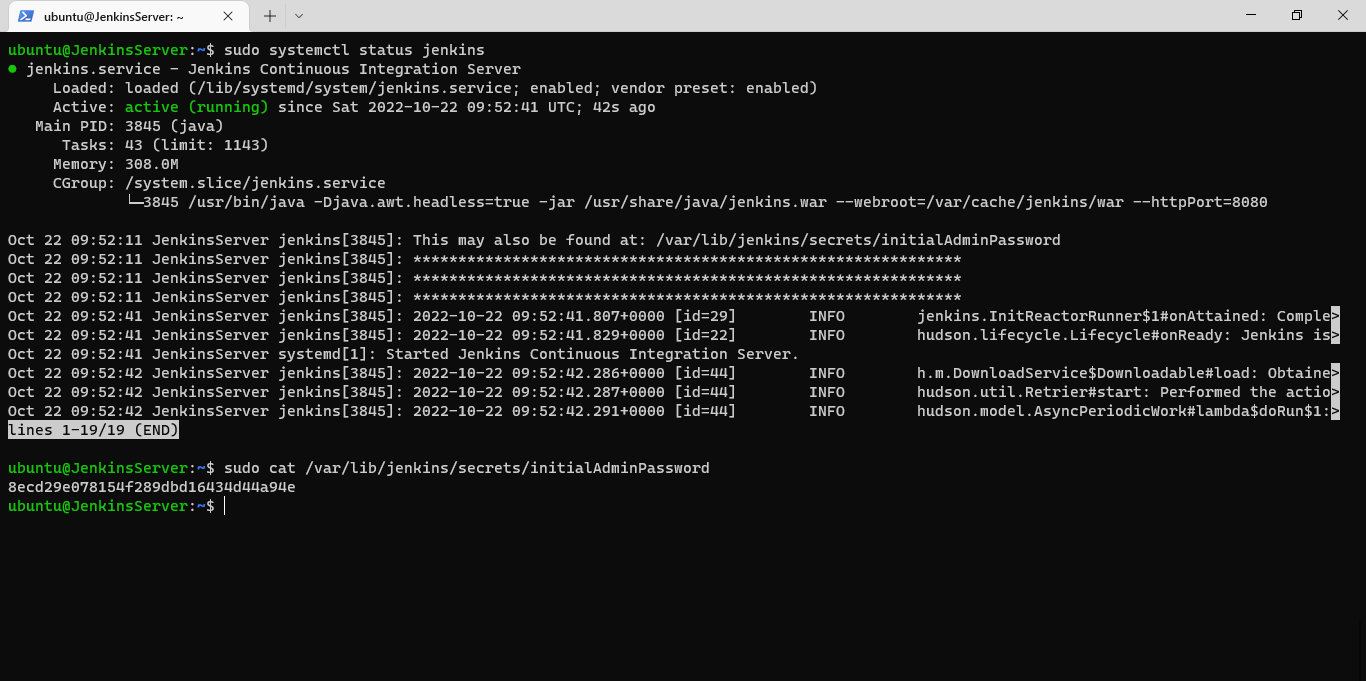 ubuntu@JenkinsServer: ~
ubuntu@JenkinsServer:~$ sudo systemctl status jenkins
● jenkins.service - Jenkins Continuous Integration Server
     Loaded: loaded (/lib/systemd/system/jenkins.service; enabled; vendor preset: enabled)
     Active: active (running) since Sat 2022-10-22 09:52:41 UTC; 42s ago
   Main PID: 3845 (java)
      Tasks: 43 (limit: 1143)
     Memory: 308.0M
     CGroup: /system.slice/jenkins.service
             └─3845 /usr/bin/java -Djava.awt.headless=true -jar /usr/share/java/jenkins.war --webroot=/var/cache/jenkins/war --httpPort=8080
Oct 22 09:52:11 JenkinsServer jenkins[3845]: This may also be found at: /var/lib/jenkins/secrets/initialAdminPassword
Oct 22 09:52:11 JenkinsServer jenkins[3845]: *************************************************************
Oct 22 09:52:11 JenkinsServer jenkins[3845]: *************************************************************
Oct 22 09:52:11 JenkinsServer jenkins[3845]: *************************************************************
Oct 22 09:52:41 JenkinsServer jenkins[3845]: 2022-10-22 09:52:41.807+0000 [id=29]        INFO        jenkins.InitReactorRunner$1#onAttained: Comple>
Oct 22 09:52:41 JenkinsServer jenkins[3845]: 2022-10-22 09:52:41.829+0000 [id=22]        INFO        hudson.lifecycle.Lifecycle#onReady: Jenkins is>
Oct 22 09:52:41 JenkinsServer systemd[1]: Started Jenkins Continuous Integration Server.
Oct 22 09:52:42 JenkinsServer jenkins[3845]: 2022-10-22 09:52:42.286+0000 [id=44]        INFO        h.m.DownloadService$Downloadable#load: Obtaine>
Oct 22 09:52:42 JenkinsServer jenkins[3845]: 2022-10-22 09:52:42.287+0000 [id=44]        INFO        hudson.util.Retrier#start: Performed the actio>
Oct 22 09:52:42 JenkinsServer jenkins[3845]: 2022-10-22 09:52:42.291+0000 [id=44]        INFO        hudson.model.AsyncPeriodicWork#lambda$doRun$1:>
lines 1-19/19 (END)
ubuntu@JenkinsServer:~$ sudo cat /var/lib/jenkins/secrets/initialAdminPassword
8ecd29e078154f289dbd16434d44a94e
ubuntu@JenkinsServer:~$